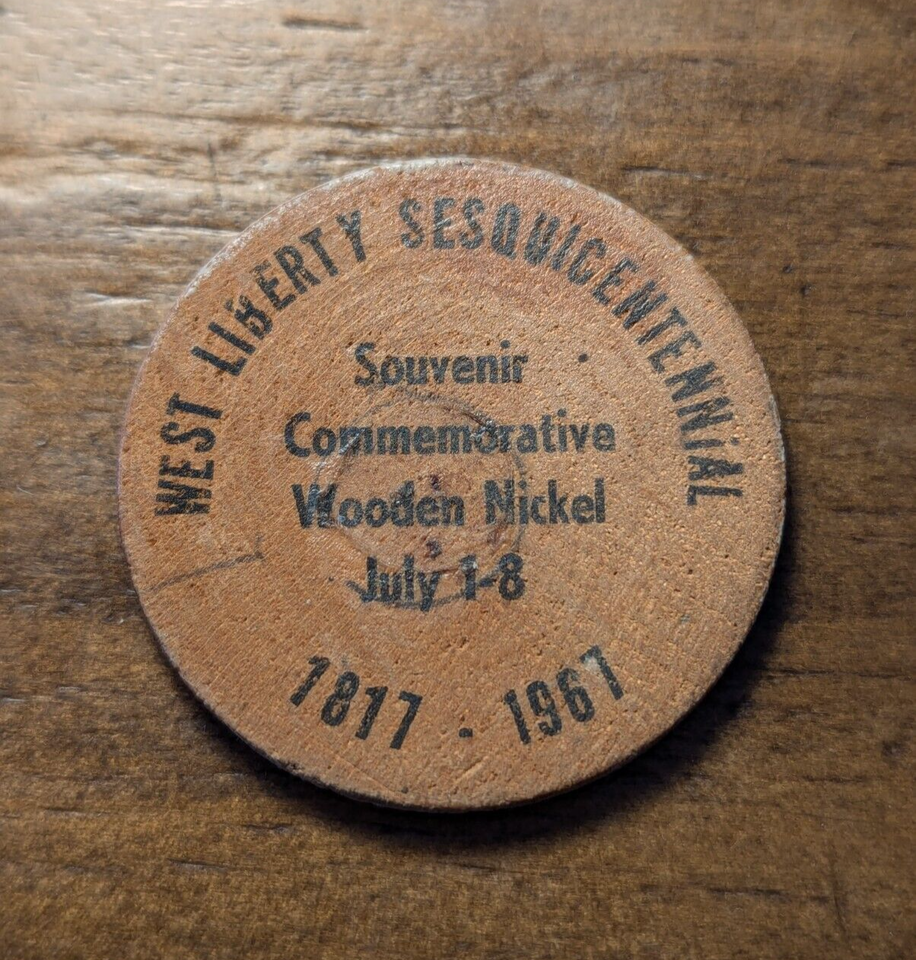 WEST LIBERTY SESQUICENTENNiAL
Souvenir
Commemorative
Wooden Nickel
July 1-8
1817 - 1967